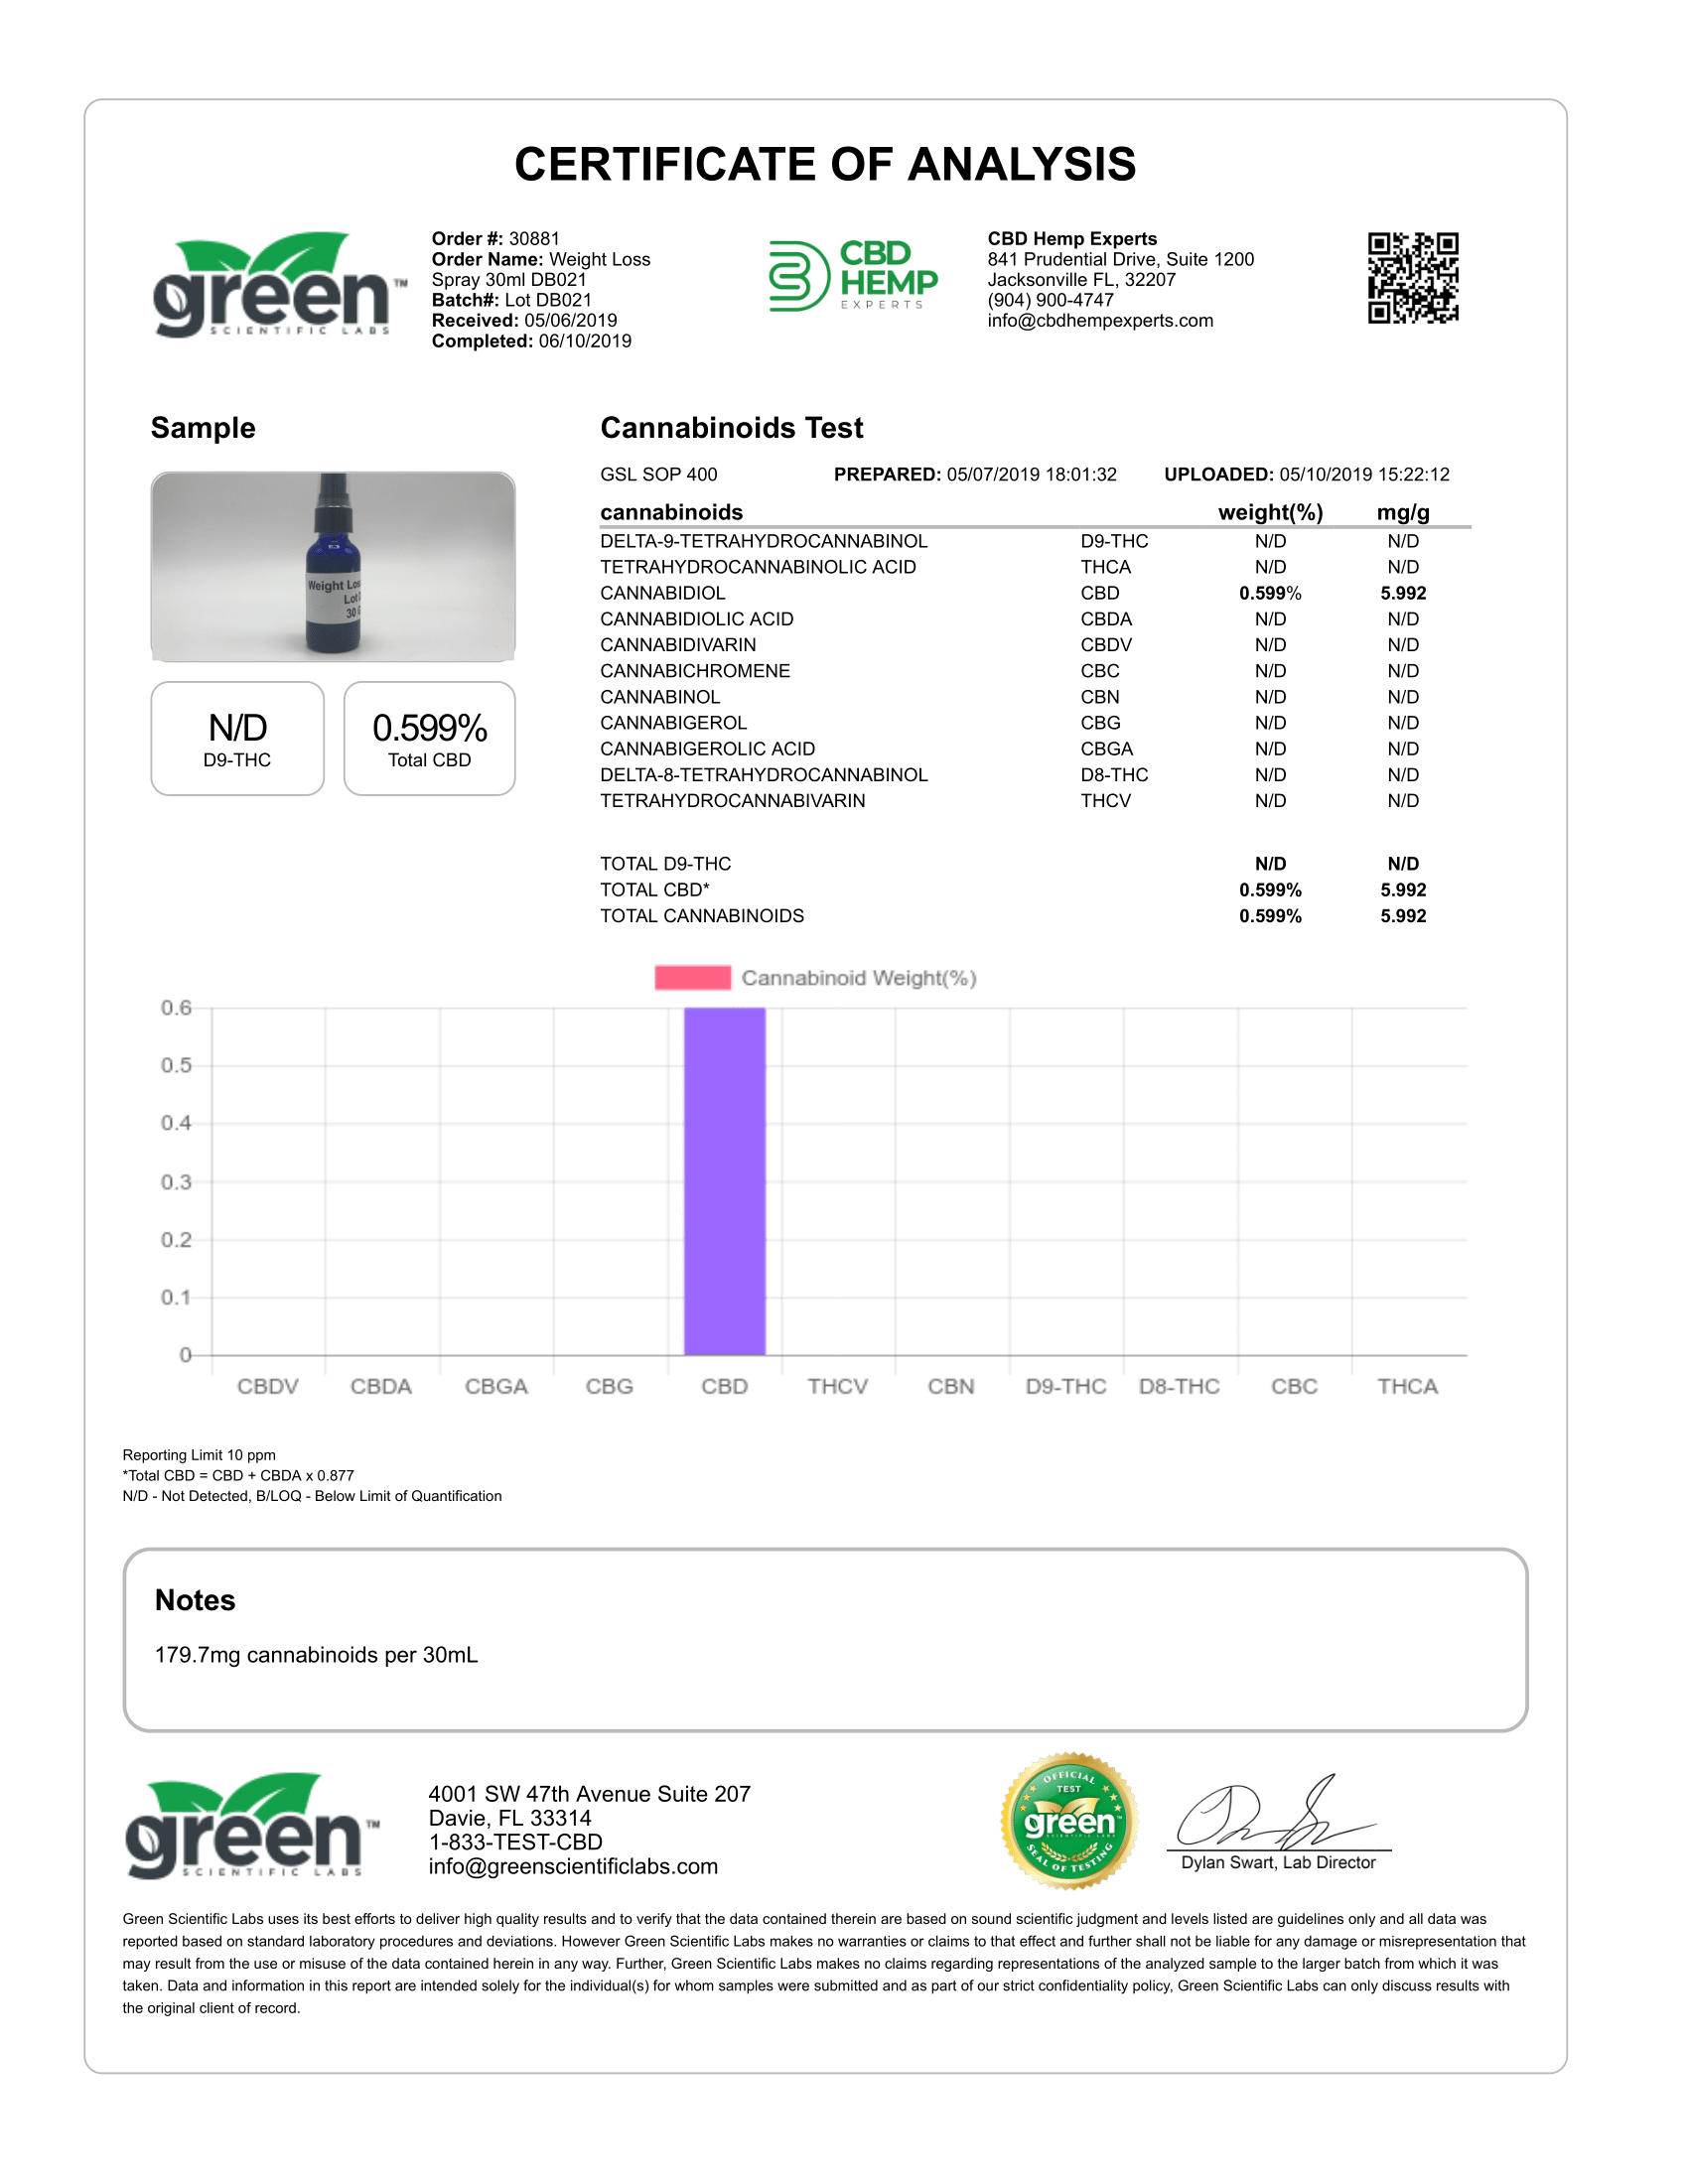 CERTIFICATE OF ANALYSIS
green™
SCIENTIFIC LABS
Order #: 30881
Order Name: Weight Loss
Spray 30ml DB021
Batch#: Lot DB021
Received: 05/06/2019
Completed: 06/10/2019
CBD
HEMP
EXPERTS
CBD Hemp Experts
841 Prudential Drive, Suite 1200
Jacksonville FL, 32207
(904) 900-4747
info@cbdhempexperts.com
Sample
Weight Los
Lot
30
N/D
D9-THC
0.599%
Total CBD
Cannabinoids Test
GSL SOP 400 PREPARED: 05/07/2019 18:01:32 UPLOADED: 05/10/2019 15:22:12
cannabinoids weight(%) mg/g
DELTA-9-TETRAHYDROCANNABINOL D9-THC N/D N/D
TETRAHYDROCANNABINOLIC ACID THCA N/D N/D
CANNABIDIOL CBD 0.599% 5.992
CANNABIDIOLIC ACID CBDA N/D N/D
CANNABIDIVARIN CBDV N/D N/D
CANNABICHROMENE CBC N/D N/D
CANNABINOL CBN N/D N/D
CANNABIGEROL CBG N/D N/D
CANNABIGEROLIC ACID CBGA N/D N/D
DELTA-8-TETRAHYDROCANNABINOL D8-THC N/D N/D
TETRAHYDROCANNABIVARIN THCV N/D N/D
TOTAL D9-THC N/D N/D
TOTAL CBD* 0.599% 5.992
TOTAL CANNABINOIDS 0.599% 5.992
Cannabinoid Weight(%)
0.6
0.5
0.4
0.3
0.2
0.1
0
CBDV CBDA CBGA CBG CBD THCV CBN D9-THC D8-THC CBC THCA
Reporting Limit 10 ppm
*Total CBD = CBD + CBDA x 0.877
N/D - Not Detected, B/LOQ - Below Limit of Quantification
Notes
179.7mg cannabinoids per 30mL
green™
SCIENTIFIC LABS
4001 SW 47th Avenue Suite 207
Davie, FL 33314
1-833-TEST-CBD
info@greenscientificlabs.com
OFFICIAL
TEST
green™
SCIENTIFIC LABS
SEAL OF TESTING
Dylan Swart, Lab Director
Green Scientific Labs uses its best efforts to deliver high quality results and to verify that the data contained therein are based on sound scientific judgment and levels listed are guidelines only and all data was
reported based on standard laboratory procedures and deviations. However Green Scientific Labs makes no warranties or claims to that effect and further shall not be liable for any damage or misrepresentation that
may result from the use or misuse of the data contained herein in any way. Further, Green Scientific Labs makes no claims regarding representations of the analyzed sample to the larger batch from which it was
taken. Data and information in this report are intended solely for the individual(s) for whom samples were submitted and as part of our strict confidentiality policy, Green Scientific Labs can only discuss results with
the original client of record.